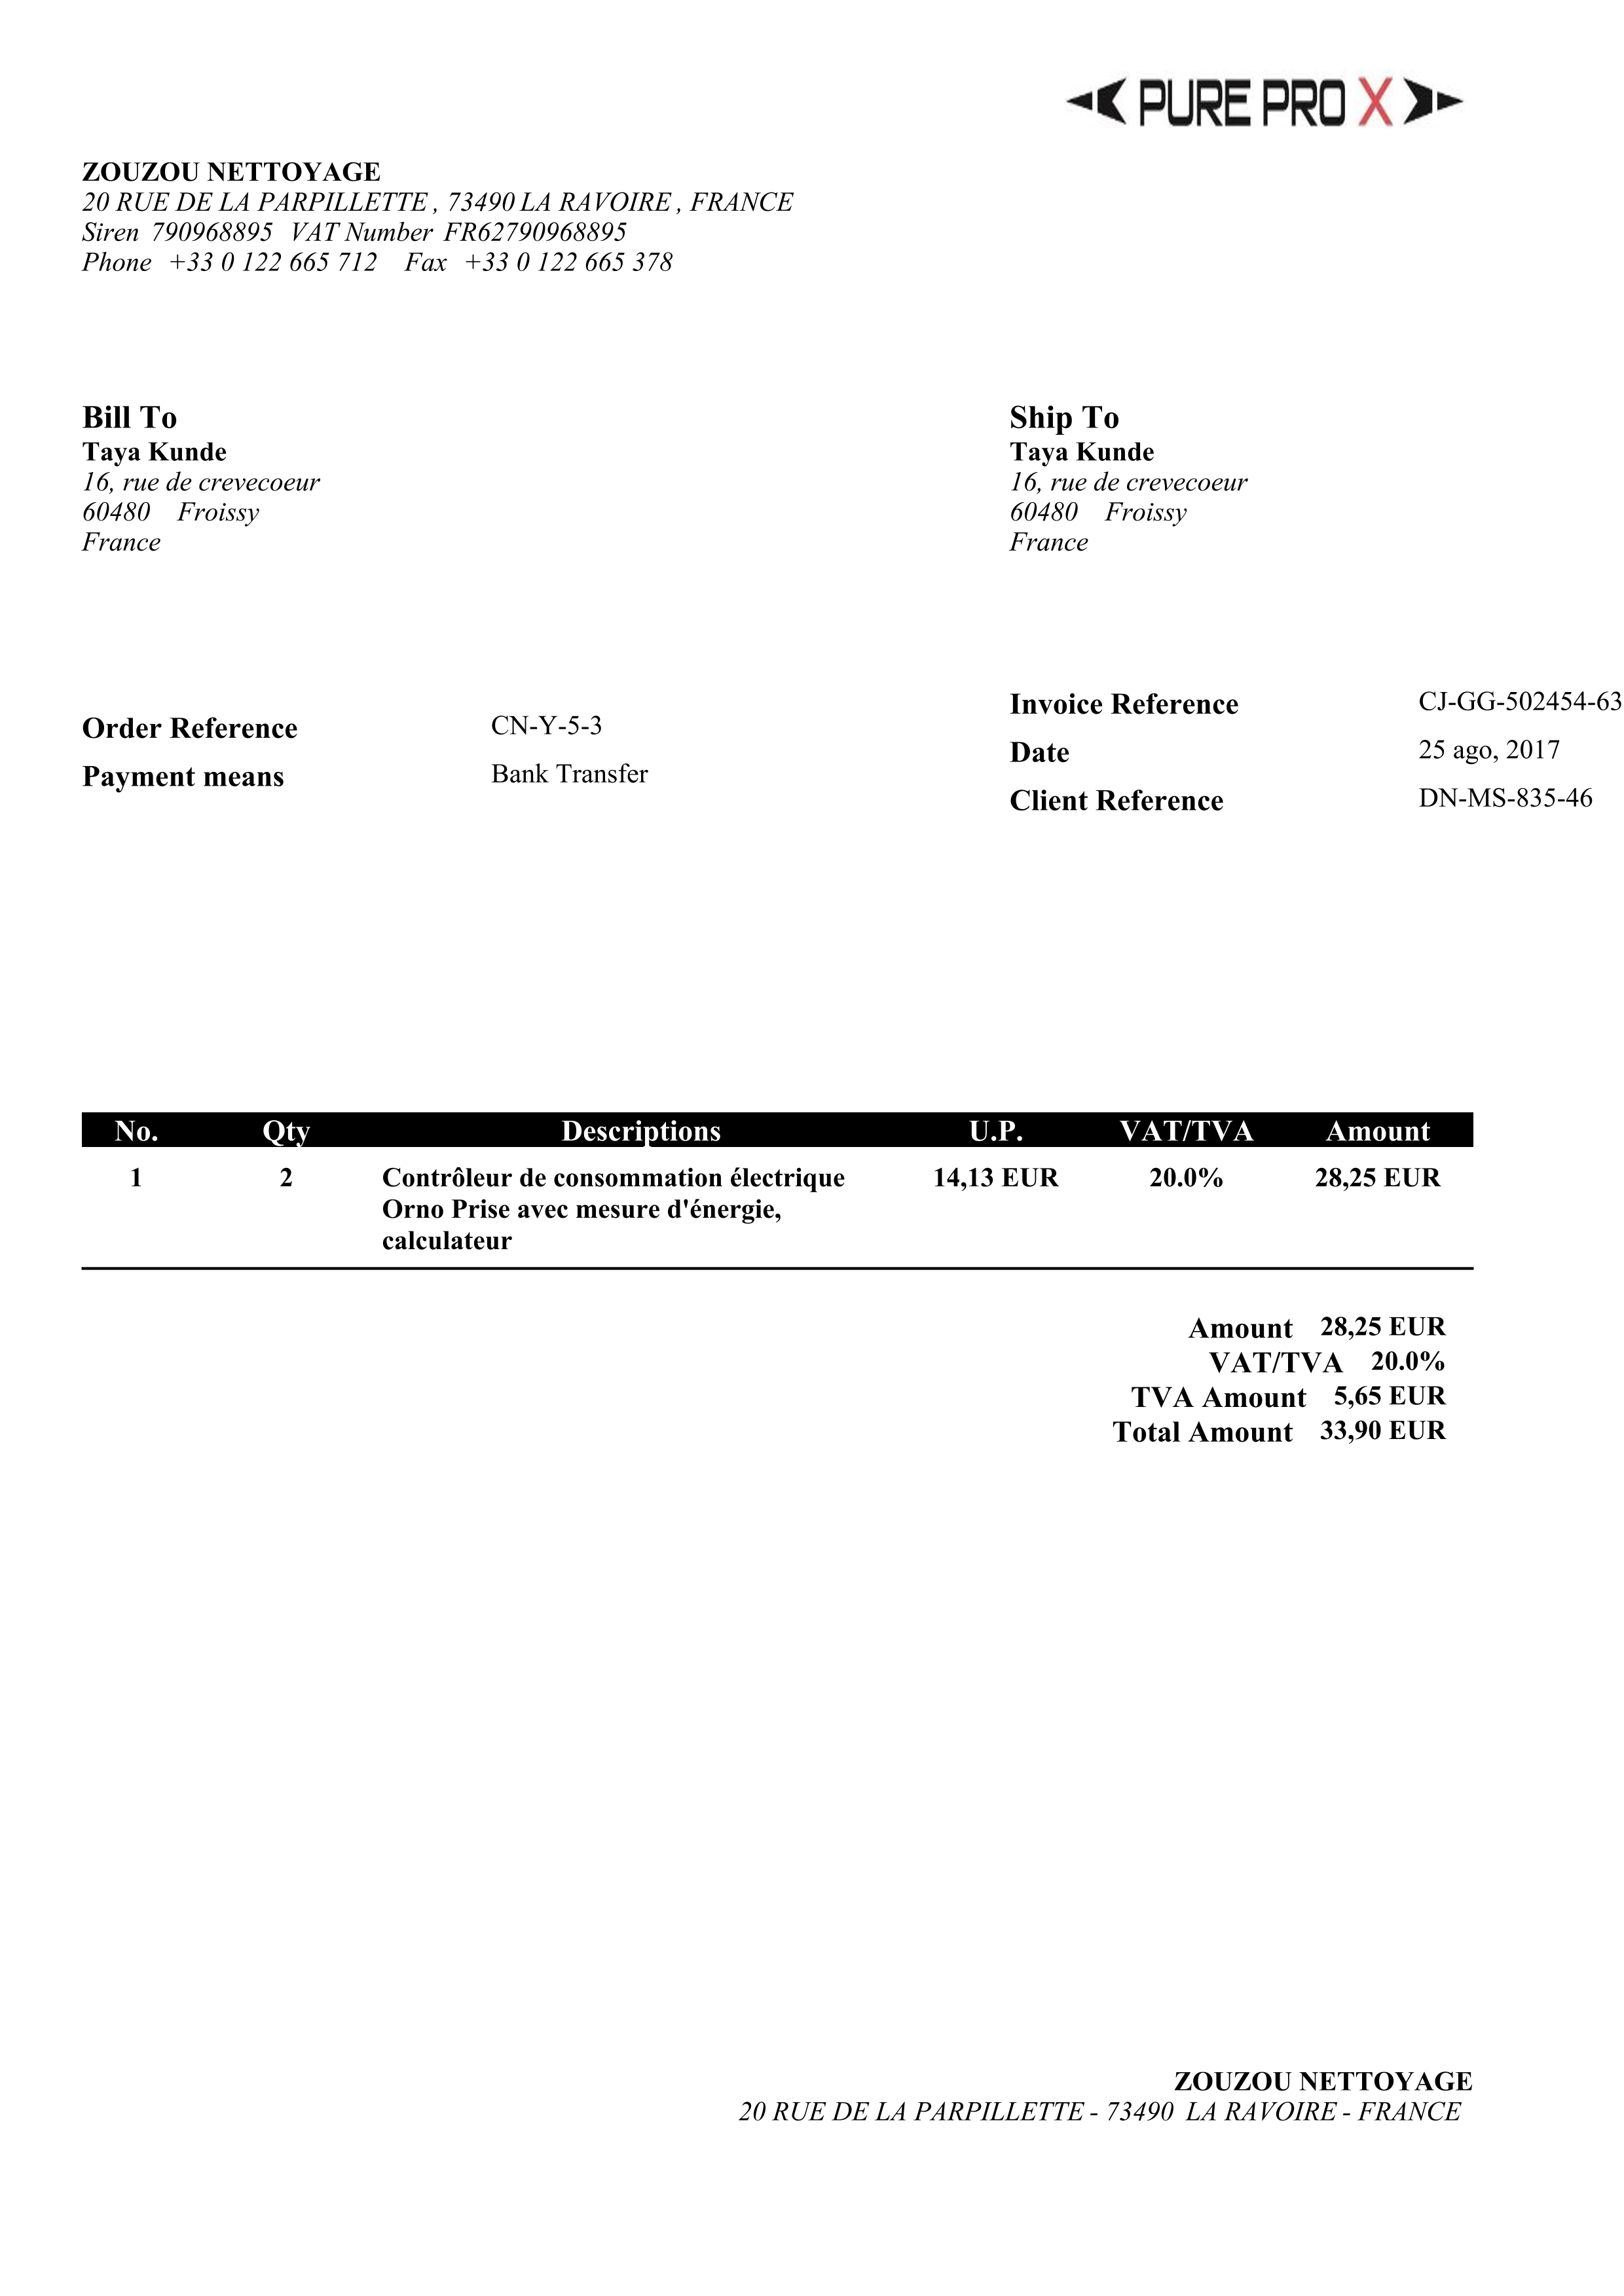 PURE PRO X
ZOUZOU NETTOYAGE
20 RUE DE LA PARPILLETTE , 73490 LA RAVOIRE , FRANCE
Siren 790968895 VAT Number FR62790968895
Phone +33 0 122 665 712 Fax +33 0 122 665 378
Bill To
Taya Kunde
16, rue de crevecoeur
60480 Froissy
France
Ship To
Taya Kunde
16, rue de crevecoeur
60480 Froissy
France
Order Reference CN-Y-5-3
Payment means Bank Transfer
Invoice Reference CJ-GG-502454-63
Date 25 ago, 2017
Client Reference DN-MS-835-46
No. Qty Descriptions U.P. VAT/TVA Amount
1 2 Contrôleur de consommation électrique 14,13 EUR 20.0% 28,25 EUR
Orno Prise avec mesure d'énergie,
calculateur
Amount 28,25 EUR
VAT/TVA 20.0%
TVA Amount 5,65 EUR
Total Amount 33,90 EUR
ZOUZOU NETTOYAGE
20 RUE DE LA PARPILLETTE - 73490 LA RAVOIRE - FRANCE